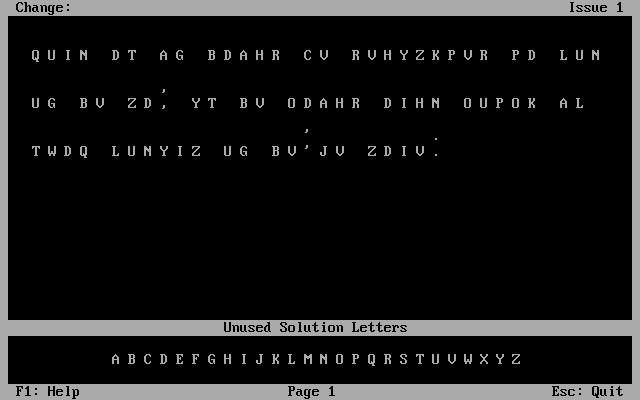 Change: Issue 1
QUIN DT AG BDAHR CV RVHYZKPVR PD LUN
,
UG BV ZD, YT BV ODAHR DIHN OUPOK AL
, .
TWDQ LUNYIZ UG BV'JV ZDIV.
Unused Solution Letters
ABCDEFGHIJKLMNOPQRSTUVWXYZ
F1: Help Page 1 Esc: Quit